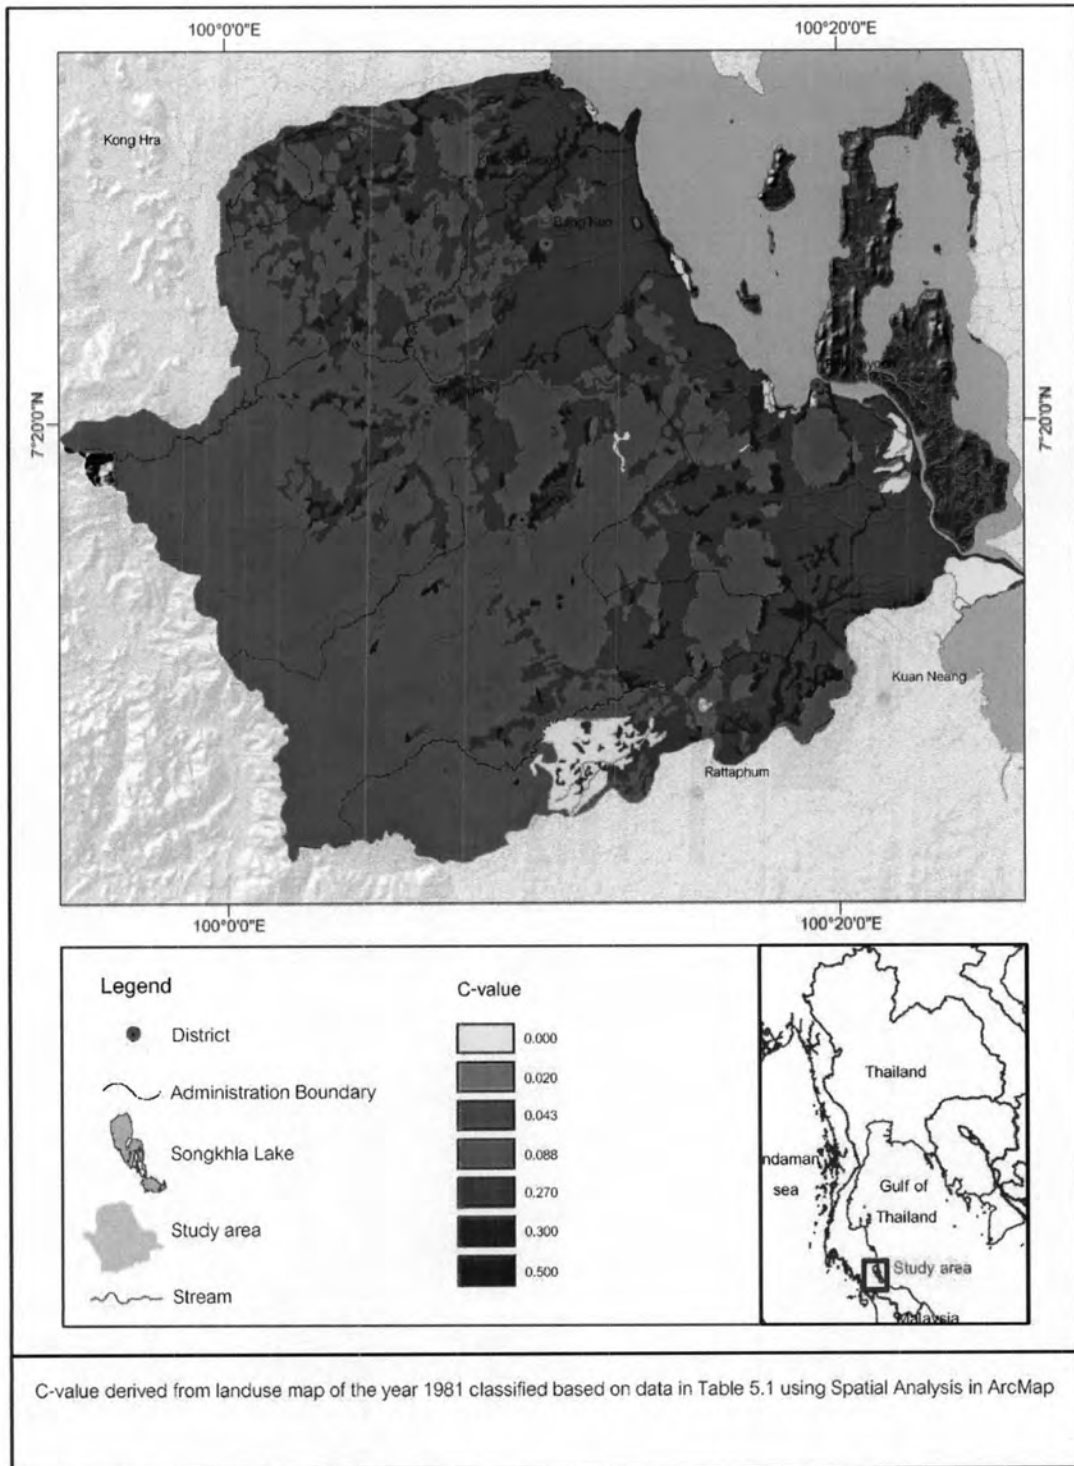 100°0'0"E
100°20'0"E
Kong Hra
Bang Kan
7°20'0"N
7°20'0"N
Kuan Neang
Rattaphum
100°0'0"E
100°20'0"E
Legend
District
Administration Boundary
Songkhla Lake
Study area
Stream
C-value
0.000
0.020
0.043
0.088
0.270
0.300
0.500
Thailand
ndaman
sea
Gulf of
Thailand
Study area
Malaysia
C-value derived from landuse map of the year 1981 classified based on data in Table 5.1 using Spatial Analysis in ArcMap